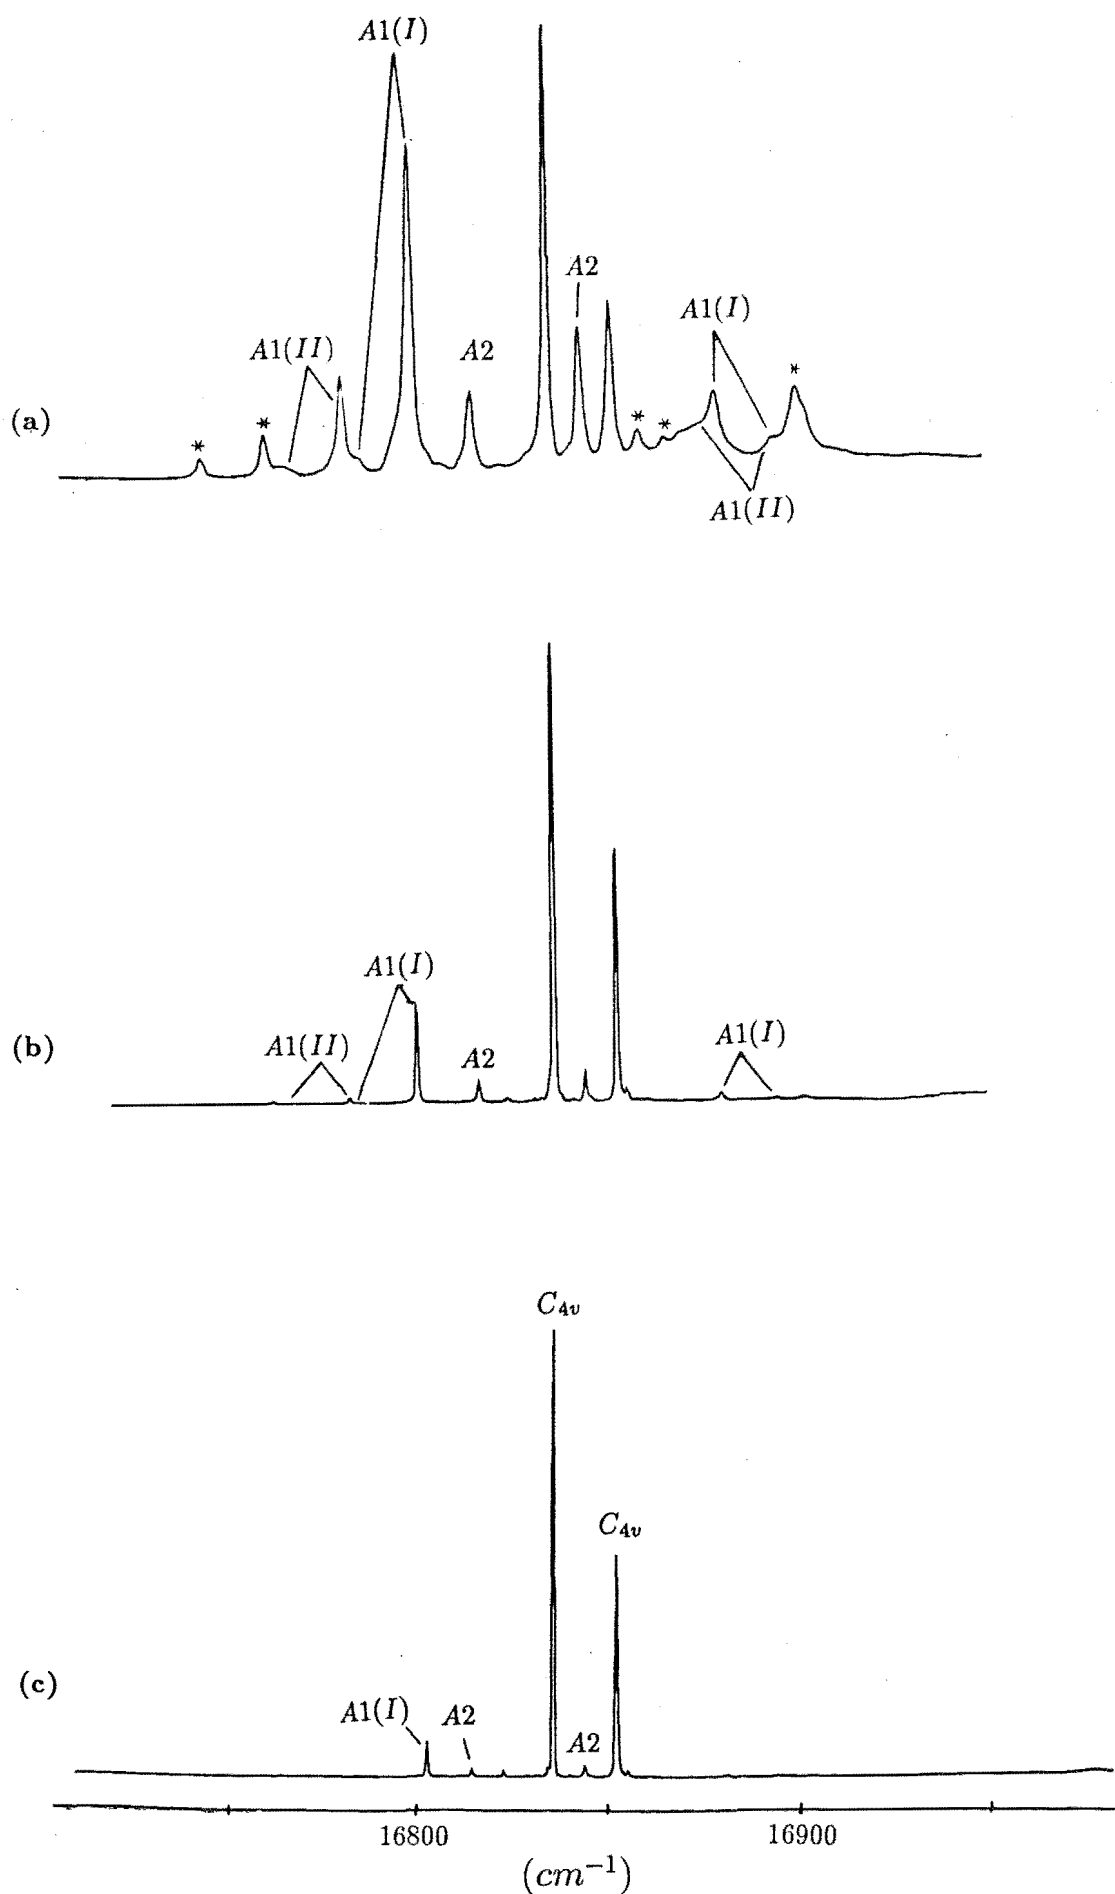 A1(I)
A2
A1(I)
A1(II)
A2
*
*
*
*
*
(a)
A1(II)
A1(I)
A1(I)
A1(II)
A2
(b)
C4v
C4v
(c)
A1(I)
A2
A2
16800
16900
(cm⁻¹)